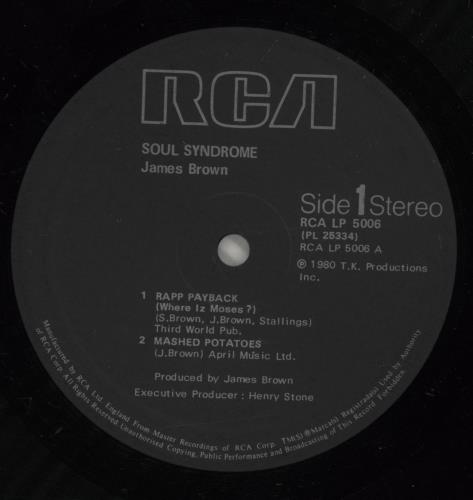 RCA
SOUL SYNDROME
James Brown
Side 1 Stereo
RCA LP 5006
(PL 25334)
RCA LP 5006 A
℗ 1980 T.K. Productions
Inc.
1 RAPP PAYBACK
(Where Iz Moses?)
(S.Brown, J.Brown, Stallings)
Third World Pub.
2 MASHED POTATOES
(J.Brown) April Music Ltd.
Produced by James Brown
Executive Producer : Henry Stone
Manufactured by RCA Ltd. England From Master Recordings of RCA Corp. TM(S) ® Marca(s) Registrada(s) Used by Authority
of RCA Corp. All Rights Reserved Unauthorised Copying, Public Performance and Broadcasting of This Record Forbidden.